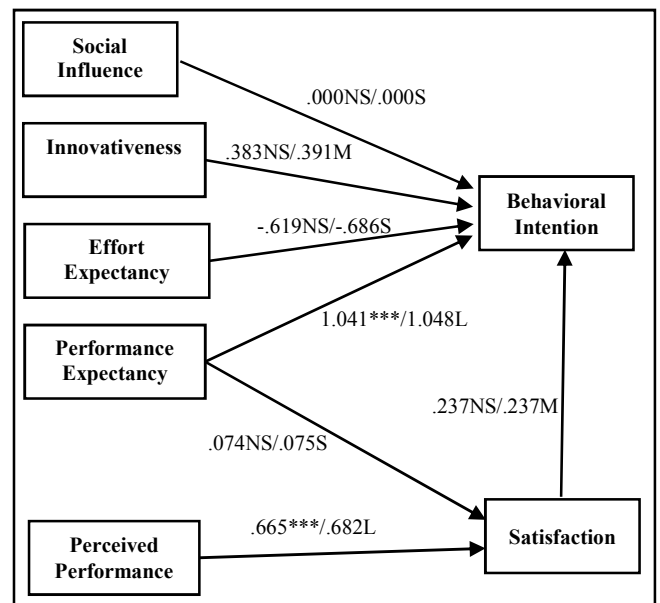 Social
Influence
.000NS/.000S
Innovativeness
.383NS/.391M
Behavioral
Intention
-.619NS/-.686S
Effort
Expectancy
1.041***/1.048L
Performance
Expectancy
.237NS/.237M
.074NS/.075S
.665***/.682L
Satisfaction
Perceived
Performance